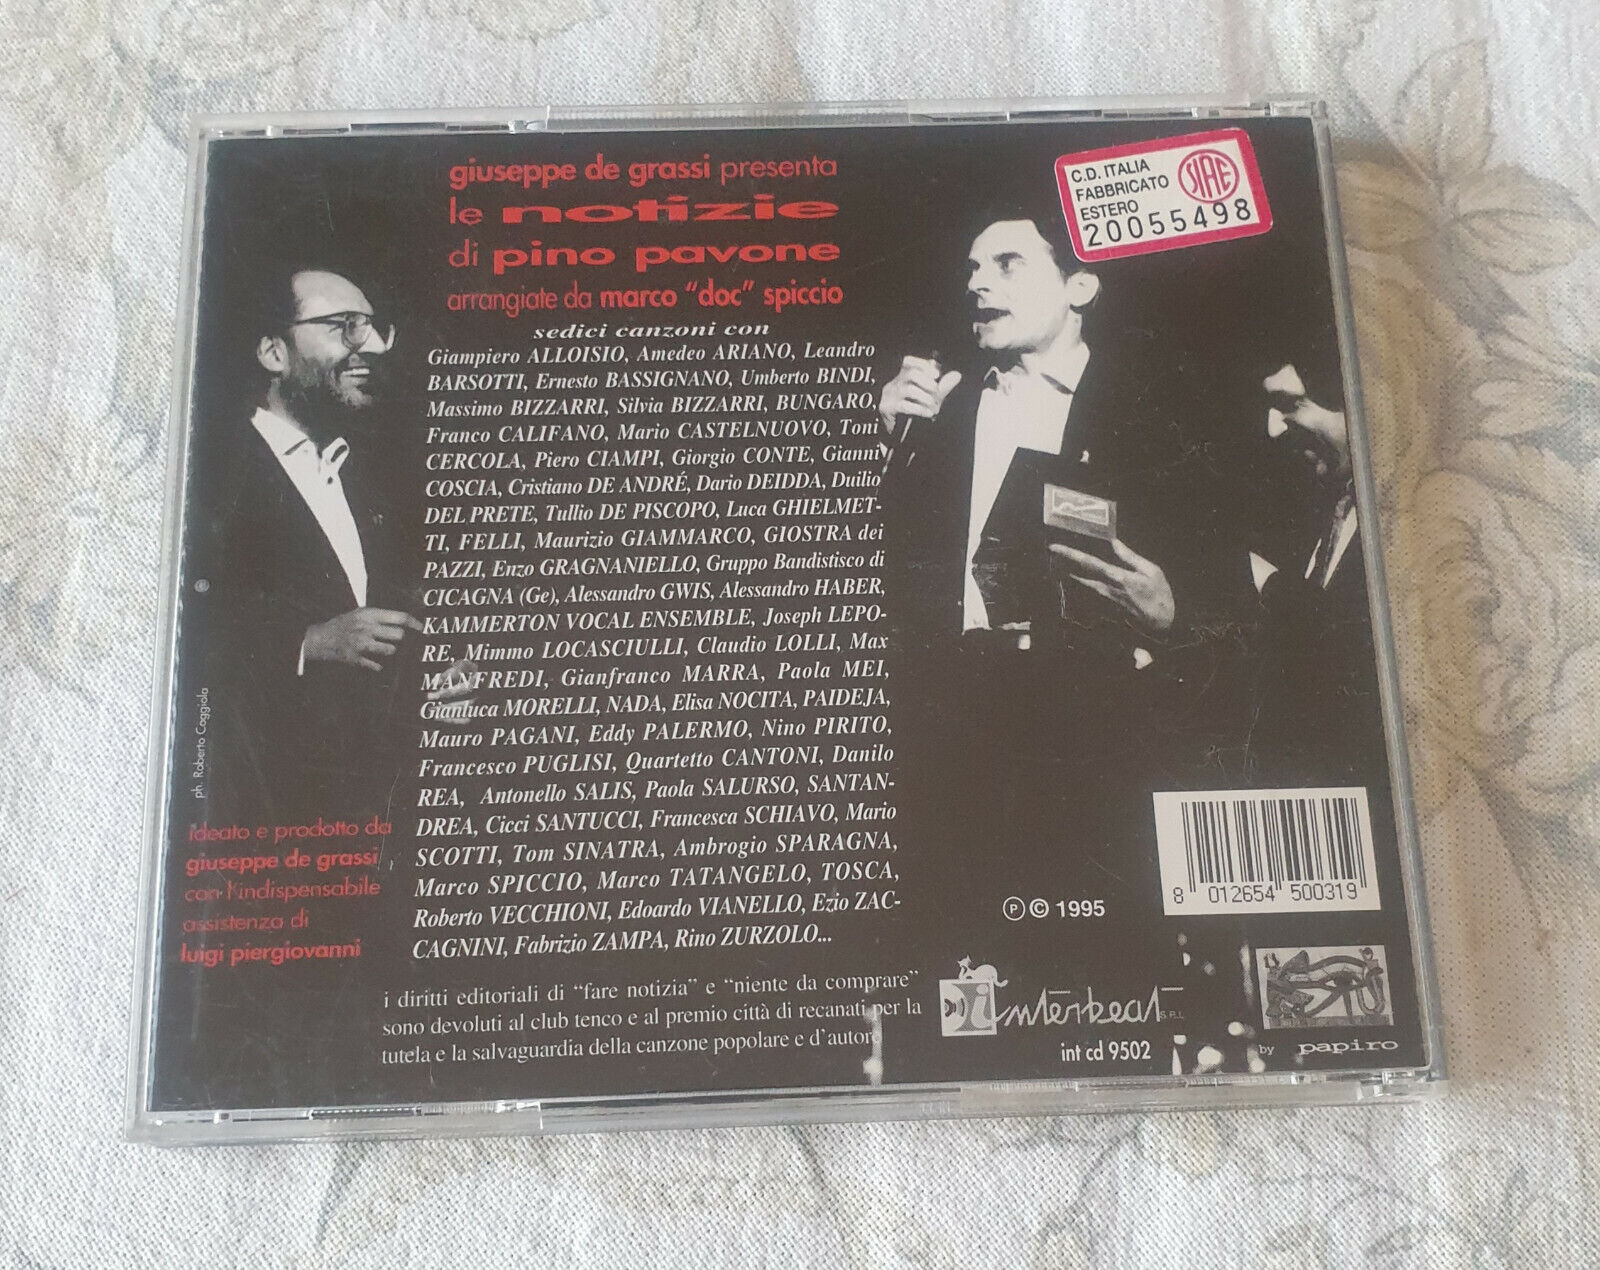 giuseppe de grassi presenta
le notizie
di pino pavone
arrangiate da marco "doc" spiccio
sedici canzoni con
Giampiero ALLOISIO, Amedeo ARIANO, Leandro
BARSOTTI, Ernesto BASSIGNANO, Umberto BINDI,
Massimo BIZZARRI, Silvia BIZZARRI, BUNGARO,
Franco CALIFANO, Mario CASTELNUOVO, Toni
CERCOLA, Piero CIAMPI, Giorgio CONTE, Gianni
COSCIA, Cristiano DE ANDRÉ, Dario DEIDDA, Duilio
DEL PRETE, Tullio DE PISCOPO, Luca GHIELMET-
TI, FELLI, Maurizio GIAMMARCO, GIOSTRA dei
PAZZI, Enzo GRAGNANIELLO, Gruppo Bandistisco di
CICAGNA (Ge), Alessandro GWIS, Alessandro HABER,
KAMMERTON VOCAL ENSEMBLE, Joseph LEPO-
RE, Mimmo LOCASCIULLI, Claudio LOLLI, Max
MANFREDI, Gianfranco MARRA, Paola MEI,
Gianluca MORELLI, NADA, Elisa NOCITA, PAIDEJA,
Mauro PAGANI, Eddy PALERMO, Nino PIRITO,
Francesco PUGLISI, Quartetto CANTONI, Danilo
REA, Antonello SALIS, Paola SALURSO, SANTAN-
DREA, Cicci SANTUCCI, Francesca SCHIAVO, Mario
SCOTTI, Tom SINATRA, Ambrogio SPARAGNA,
Marco SPICCIO, Marco TATANGELO, TOSCA,
Roberto VECCHIONI, Edoardo VIANELLO, Ezio ZAC-
CAGNINI, Fabrizio ZAMPA, Rino ZURZOLO...
i diritti editoriali di "fare notizia" e "niente da comprare"
sono devoluti al club tenco e al premio città di recanati per la
tutela e la salvaguardia della canzone popolare e d'autore
ph. Roberto Coggiola
ideato e prodotto da
giuseppe de grassi,
con l'indispensabile
assistenza di
luigi piergiovanni
C.D. ITALIA
FABBRICATO
ESTERO
SIAE
20055498
8 012654 500319
℗ © 1995
interbeat S.R.L.
int cd 9502
by papiro